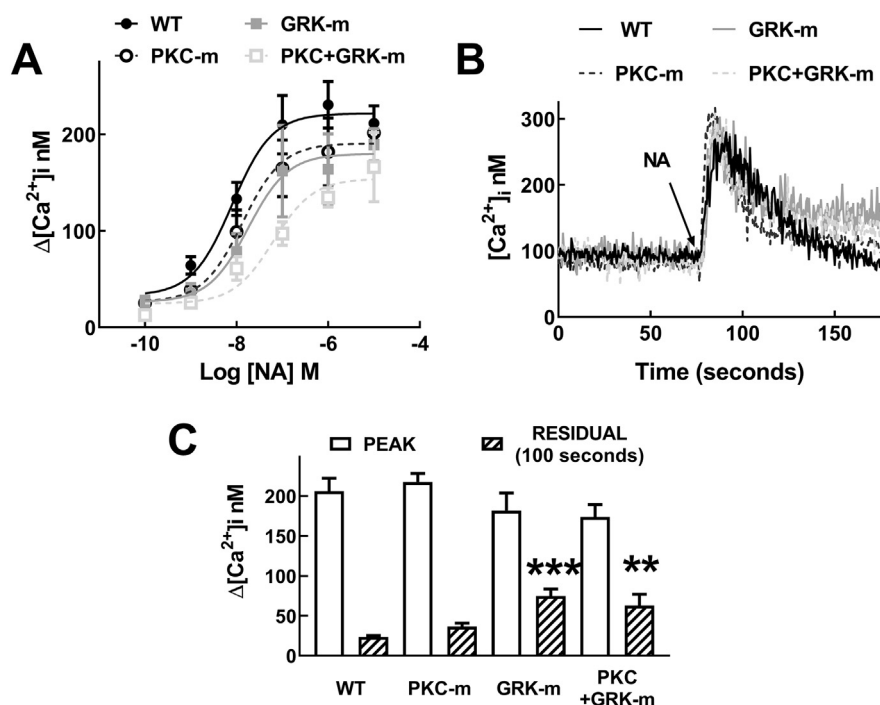 A
WT
GRK-m
PKC-m
PKC+GRK-m
Δ[Ca²⁺]i nM
200
100
0
-10
-8
-6
-4
Log [NA] M
B
WT
GRK-m
PKC-m
PKC+GRK-m
[Ca²⁺]ᵢ nM
300
200
100
0
NA
0
50
100
150
Time (seconds)
C
PEAK
RESIDUAL
(100 seconds)
Δ[Ca²⁺]i nM
200
150
100
50
0
***
**
WT
PKC-m
GRK-m
PKC
+GRK-m